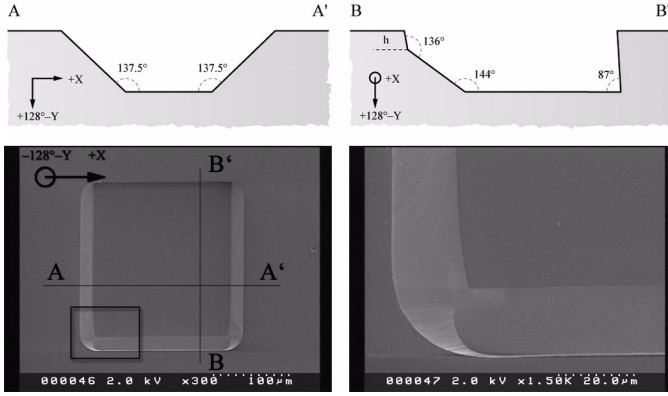 A A'
137.5° 137.5°
+X
+128°–Y
B B'
h 136°
144° 87°
+X
+128°–Y
–128°–Y +X
B‘
A A‘
B
000046 2.0 kV x300 100µm
000047 2.0 kV x1.50K 20.0µm